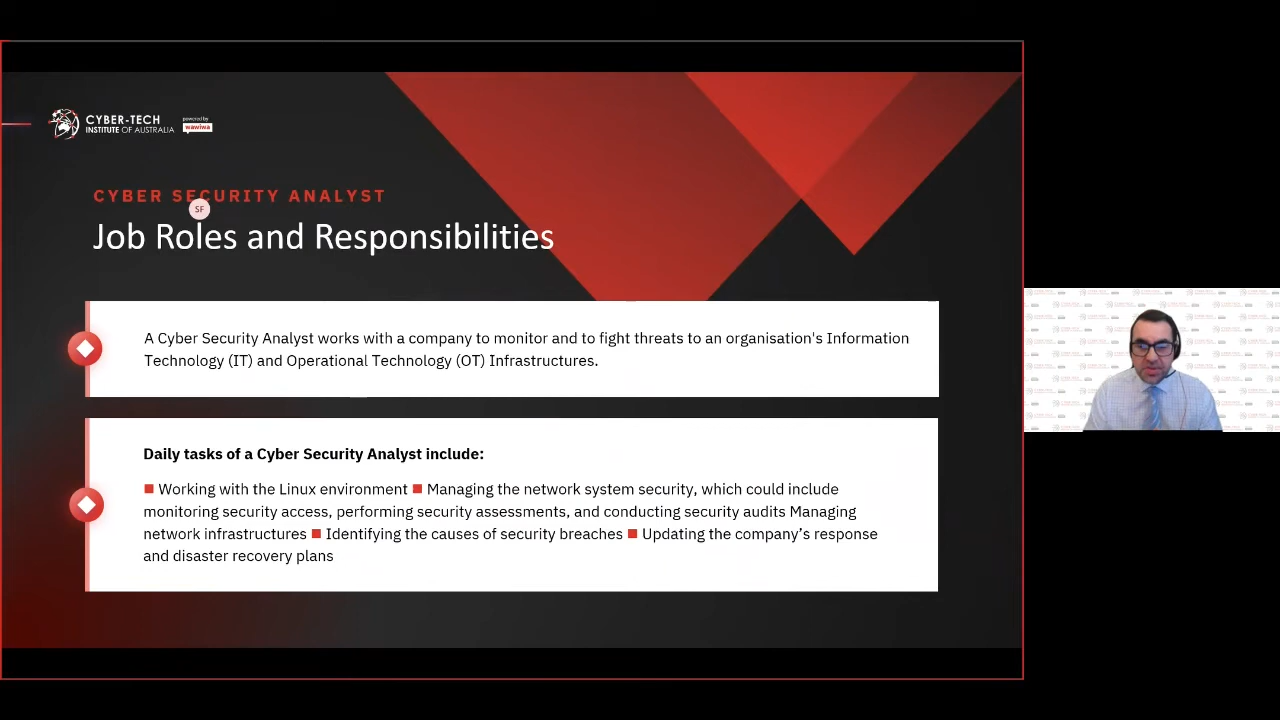 CYBER-TECH
INSTITUTE OF AUSTRALIA
powered by
wawiwa
CYBER SECURITY ANALYST
SF
Job Roles and Responsibilities
A Cyber Security Analyst works with a company to monitor and to fight threats to an organisation's Information
Technology (IT) and Operational Technology (OT) Infrastructures.
Daily tasks of a Cyber Security Analyst include:
■ Working with the Linux environment ■ Managing the network system security, which could include
monitoring security access, performing security assessments, and conducting security audits Managing
network infrastructures ■ Identifying the causes of security breaches ■ Updating the company’s response
and disaster recovery plans